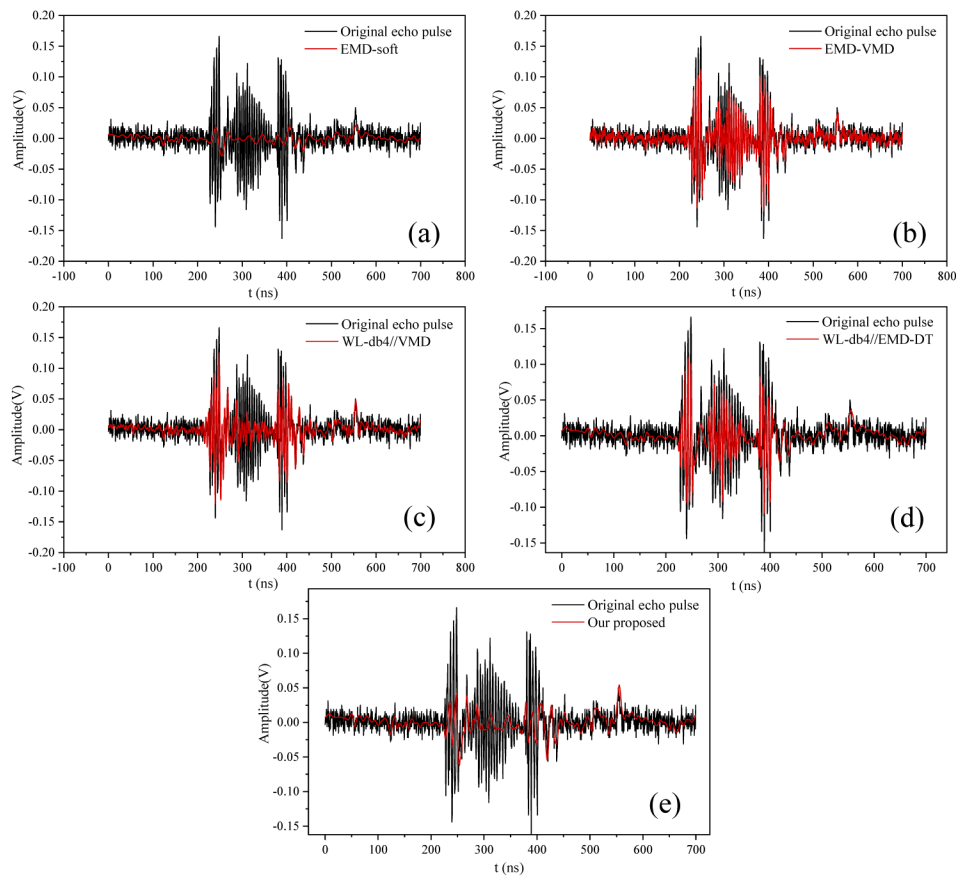 0.20
0.15
0.10
0.05
0.00
-0.05
-0.10
-0.15
-0.20
Amplitude(V)
Original echo pulse
EMD-soft
(a)
-100 0 100 200 300 400 500 600 700 800
t (ns)
0.20
0.15
0.10
0.05
0.00
-0.05
-0.10
-0.15
-0.20
Amplitude(V)
Original echo pulse
EMD-VMD
(b)
-100 0 100 200 300 400 500 600 700 800
t (ns)
0.20
0.15
0.10
0.05
0.00
-0.05
-0.10
-0.15
-0.20
Amplitude(V)
Original echo pulse
WL-db4//VMD
(c)
-100 0 100 200 300 400 500 600 700 800
t (ns)
0.15
0.10
0.05
0.00
-0.05
-0.10
-0.15
Amplitude(V)
Original echo pulse
WL-db4//EMD-DT
(d)
0 100 200 300 400 500 600 700
t (ns)
0.15
0.10
0.05
0.00
-0.05
-0.10
-0.15
Amplitude(V)
Original echo pulse
Our proposed
(e)
0 100 200 300 400 500 600 700
t (ns)